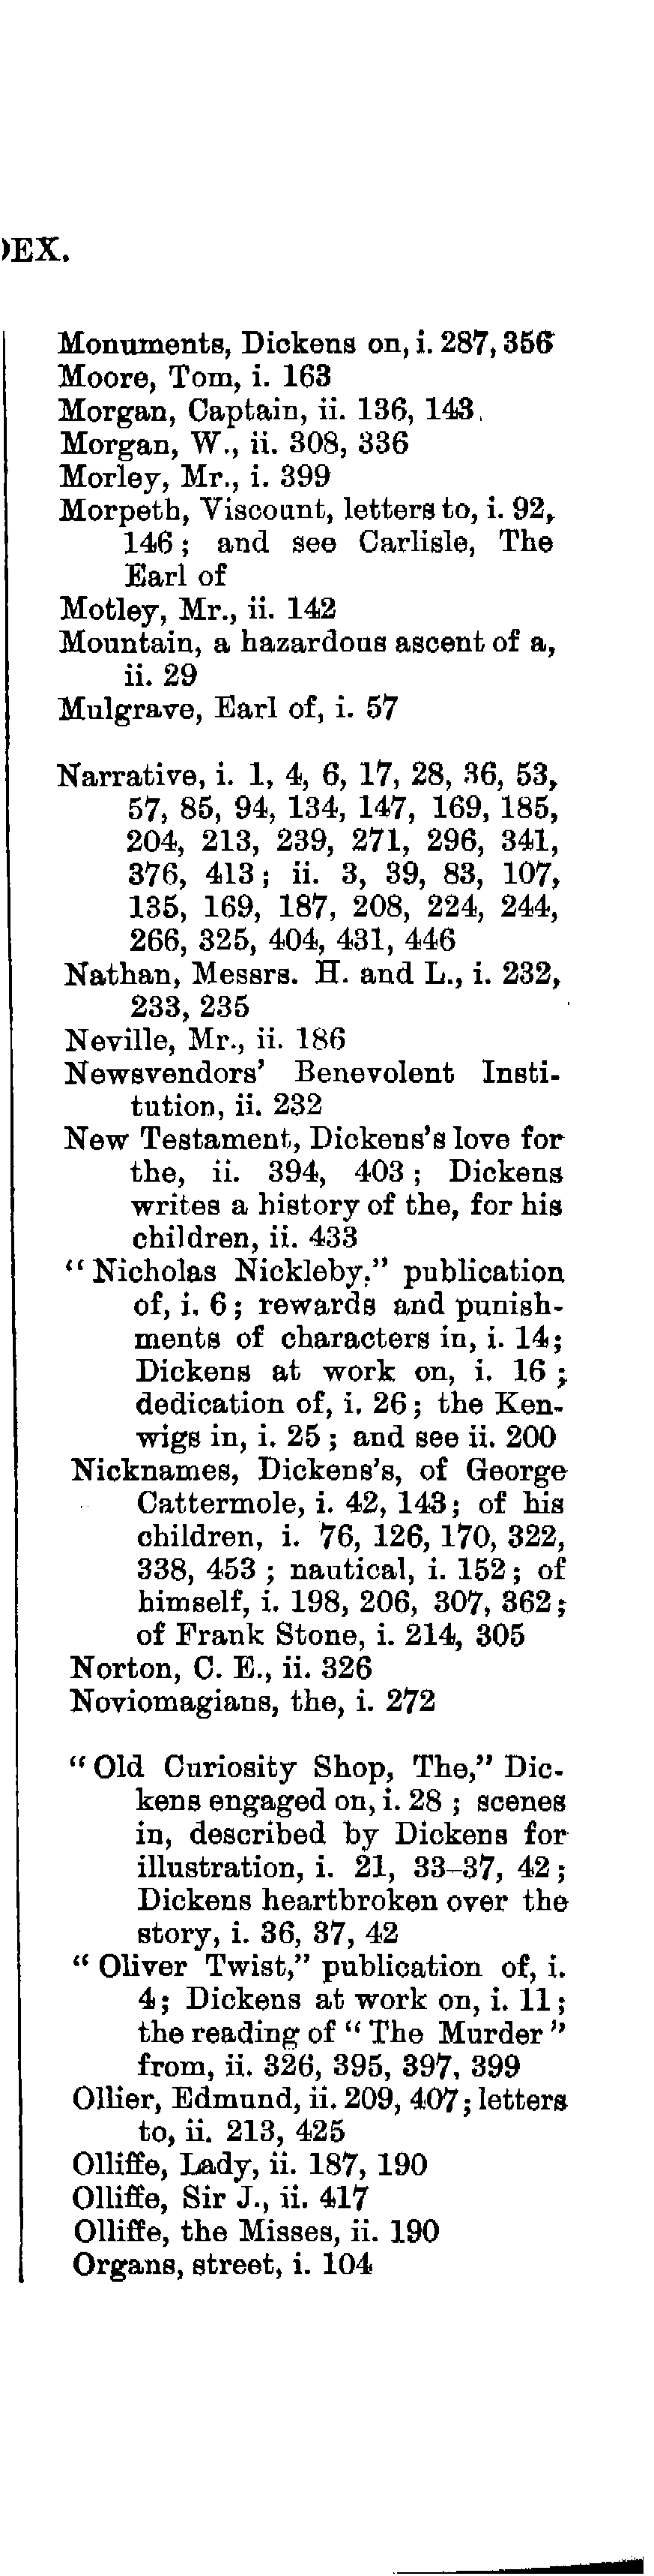 DEX.
Monuments, Dickens on, i. 287, 356
Moore, Tom, i. 163
Morgan, Captain, ii. 136, 143
Morgan, W., ii. 308, 336
Morley, Mr., i. 399
Morpeth, Viscount, letters to, i. 92,
146; and see Carlisle, The
Earl of
Motley, Mr., ii. 142
Mountain, a hazardous ascent of a,
ii. 29
Mulgrave, Earl of, i. 57
Narrative, i. 1, 4, 6, 17, 28, 36, 53,
57, 85, 94, 134, 147, 169, 185,
204, 213, 239, 271, 296, 341,
376, 413; ii. 3, 39, 83, 107,
135, 169, 187, 208, 224, 244,
266, 325, 404, 431, 446
Nathan, Messrs. H. and L., i. 232,
233, 235
Neville, Mr., ii. 186
Newsvendors' Benevolent Insti-
tution, ii. 232
New Testament, Dickens's love for
the, ii. 394, 403; Dickens
writes a history of the, for his
children, ii. 433
"Nicholas Nickleby," publication
of, i. 6; rewards and punish-
ments of characters in, i. 14;
Dickens at work on, i. 16;
dedication of, i. 26; the Ken-
wigs in, i. 25; and see ii. 200
Nicknames, Dickens's, of George
Cattermole, i. 42, 143; of his
children, i. 76, 126, 170, 322,
338, 453; nautical, i. 152; of
himself, i. 198, 206, 307, 362;
of Frank Stone, i. 214, 305
Norton, C. E., ii. 326
Noviomagians, the, i. 272
"Old Curiosity Shop, The," Dic-
kens engaged on, i. 28; scenes
in, described by Dickens for
illustration, i. 21, 33–37, 42;
Dickens heartbroken over the
story, i. 36, 37, 42
"Oliver Twist," publication of, i.
4; Dickens at work on, i. 11;
the reading of "The Murder"
from, ii. 326, 395, 397, 399
Ollier, Edmund, ii. 209, 407; letters
to, ii. 213, 425
Olliffe, Lady, ii. 187, 190
Olliffe, Sir J., ii. 417
Olliffe, the Misses, ii. 190
Organs, street, i. 104